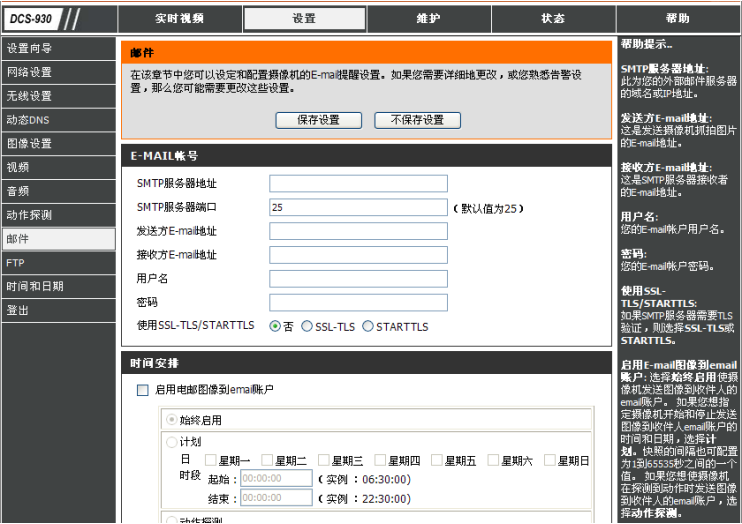 DCS-930
实时视频
设置
维护
状态
帮助
设置向导
网络设置
无线设置
动态DNS
图像设置
视频
音频
动作探测
邮件
FTP
时间和日期
登出
邮件
在该章节中您可以设定和配置摄像机的E-mail提醒设置。如果您需要详细地更改，或您熟悉告警设
置，那么您可能需要更改这些设置。
保存设置
不保存设置
E-MAIL帐号
SMTP服务器地址
SMTP服务器端口 25 (默认值为25)
发送方E-mail地址
接收方E-mail地址
用户名
密码
使用SSL-TLS/STARTTLS 否 SSL-TLS STARTTLS
时间安排
启用电邮图像到email账户
始终启用
计划
日 星期一 星期二 星期三 星期四 星期五 星期六 星期日
时段 起始：00:00:00 (实例：06:30:00)
结束：00:00:00 (实例：22:30:00)
动作探测
帮助提示..
SMTP服务器地址:
此为您的外部邮件服务器
的域名或IP地址。
发送方E-mail地址:
这是发送摄像机抓拍图片
的E-mail地址。
接收方E-mail地址:
这是SMTP服务器接收者
的E-mail地址。
用户名:
您的E-mail帐户用户名。
密码:
您的E-mail帐户密码。
使用SSL-
TLS/STARTTLS:
如果SMTP服务器需要TLS
验证，则选择SSL-TLS或
STARTTLS。
启用E-mail图像到email
账户: 选择始终启用使摄
像机发送图像到收件人的
email账户。 如果您想指
定摄像机开始和停止发送
图像到收件人email账户的
时间和日期，选择计
划。快照的间隔也可配置
为1到65535秒之间的一个
值。 如果您想使摄像机
在探测到动作时发送图像
到收件人的email账户，选
择动作探测。